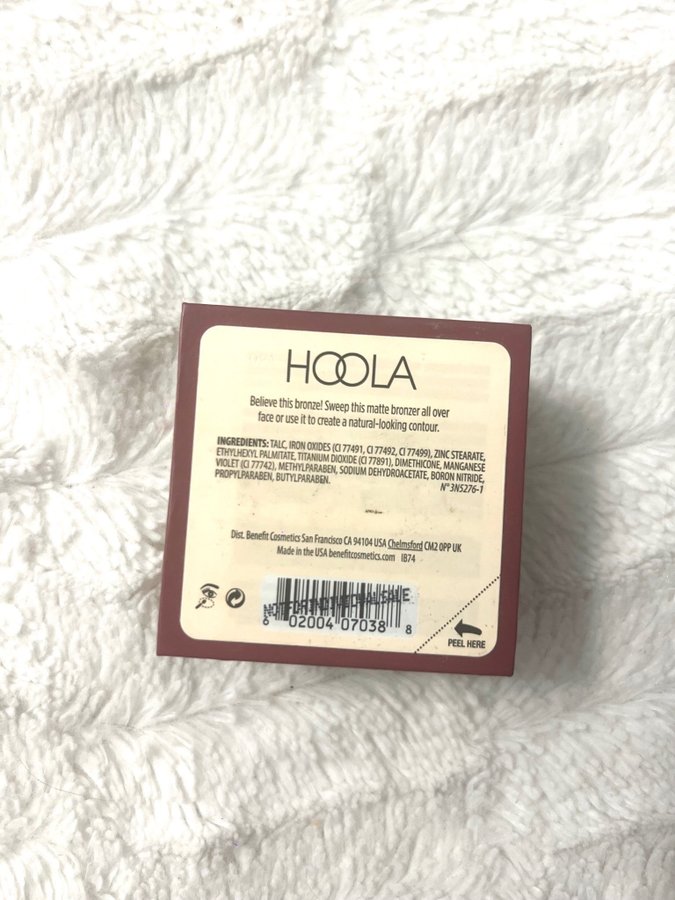 HOOLA
Believe this bronze! Sweep this matte bronzer all over
face or use it to create a natural-looking contour.
INGREDIENTS: TALC, IRON OXIDES (CI 77491, CI 77492, CI 77499), ZINC STEARATE,
ETHYLHEXYL PALMITATE, TITANIUM DIOXIDE (CI 77891), DIMETHICONE, MANGANESE
VIOLET (CI 77742), METHYLPARABEN, SODIUM DEHYDROACETATE, BORON NITRIDE,
PROPYLPARABEN, BUTYLPARABEN. N° 3NS276-1
Dist. Benefit Cosmetics San Francisco CA 94104 USA Chelmsford CM2 0PP UK
Made in the USA benefitcosmetics.com IB74
NOT FOR INDIVIDUAL SALE
6 02004 07038 8
PEEL HERE